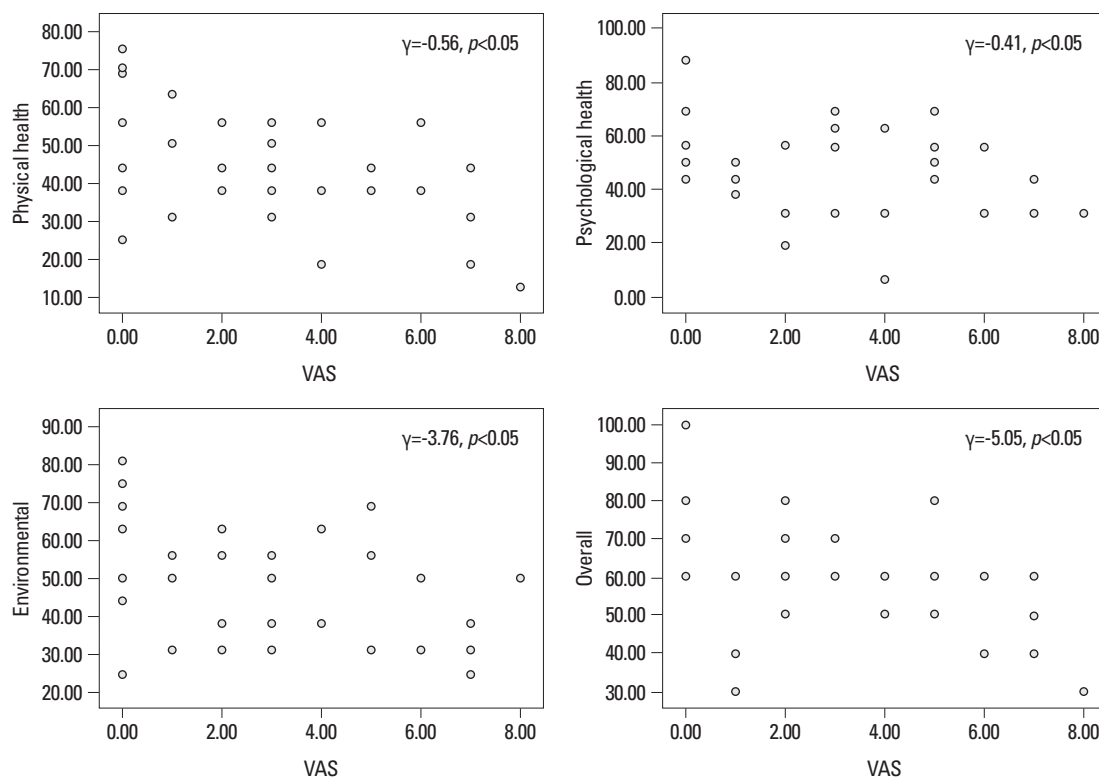 γ=-0.56, p<0.05
Physical health
80.00
70.00
60.00
50.00
40.00
30.00
20.00
10.00
0.00 2.00 4.00 6.00 8.00
VAS
γ=-0.41, p<0.05
Psychological health
100.00
80.00
60.00
40.00
20.00
0.00
0.00 2.00 4.00 6.00 8.00
VAS
γ=-3.76, p<0.05
Environmental
90.00
80.00
70.00
60.00
50.00
40.00
30.00
20.00
0.00 2.00 4.00 6.00 8.00
VAS
γ=-5.05, p<0.05
Overall
100.00
90.00
80.00
70.00
60.00
50.00
40.00
30.00
0.00 2.00 4.00 6.00 8.00
VAS